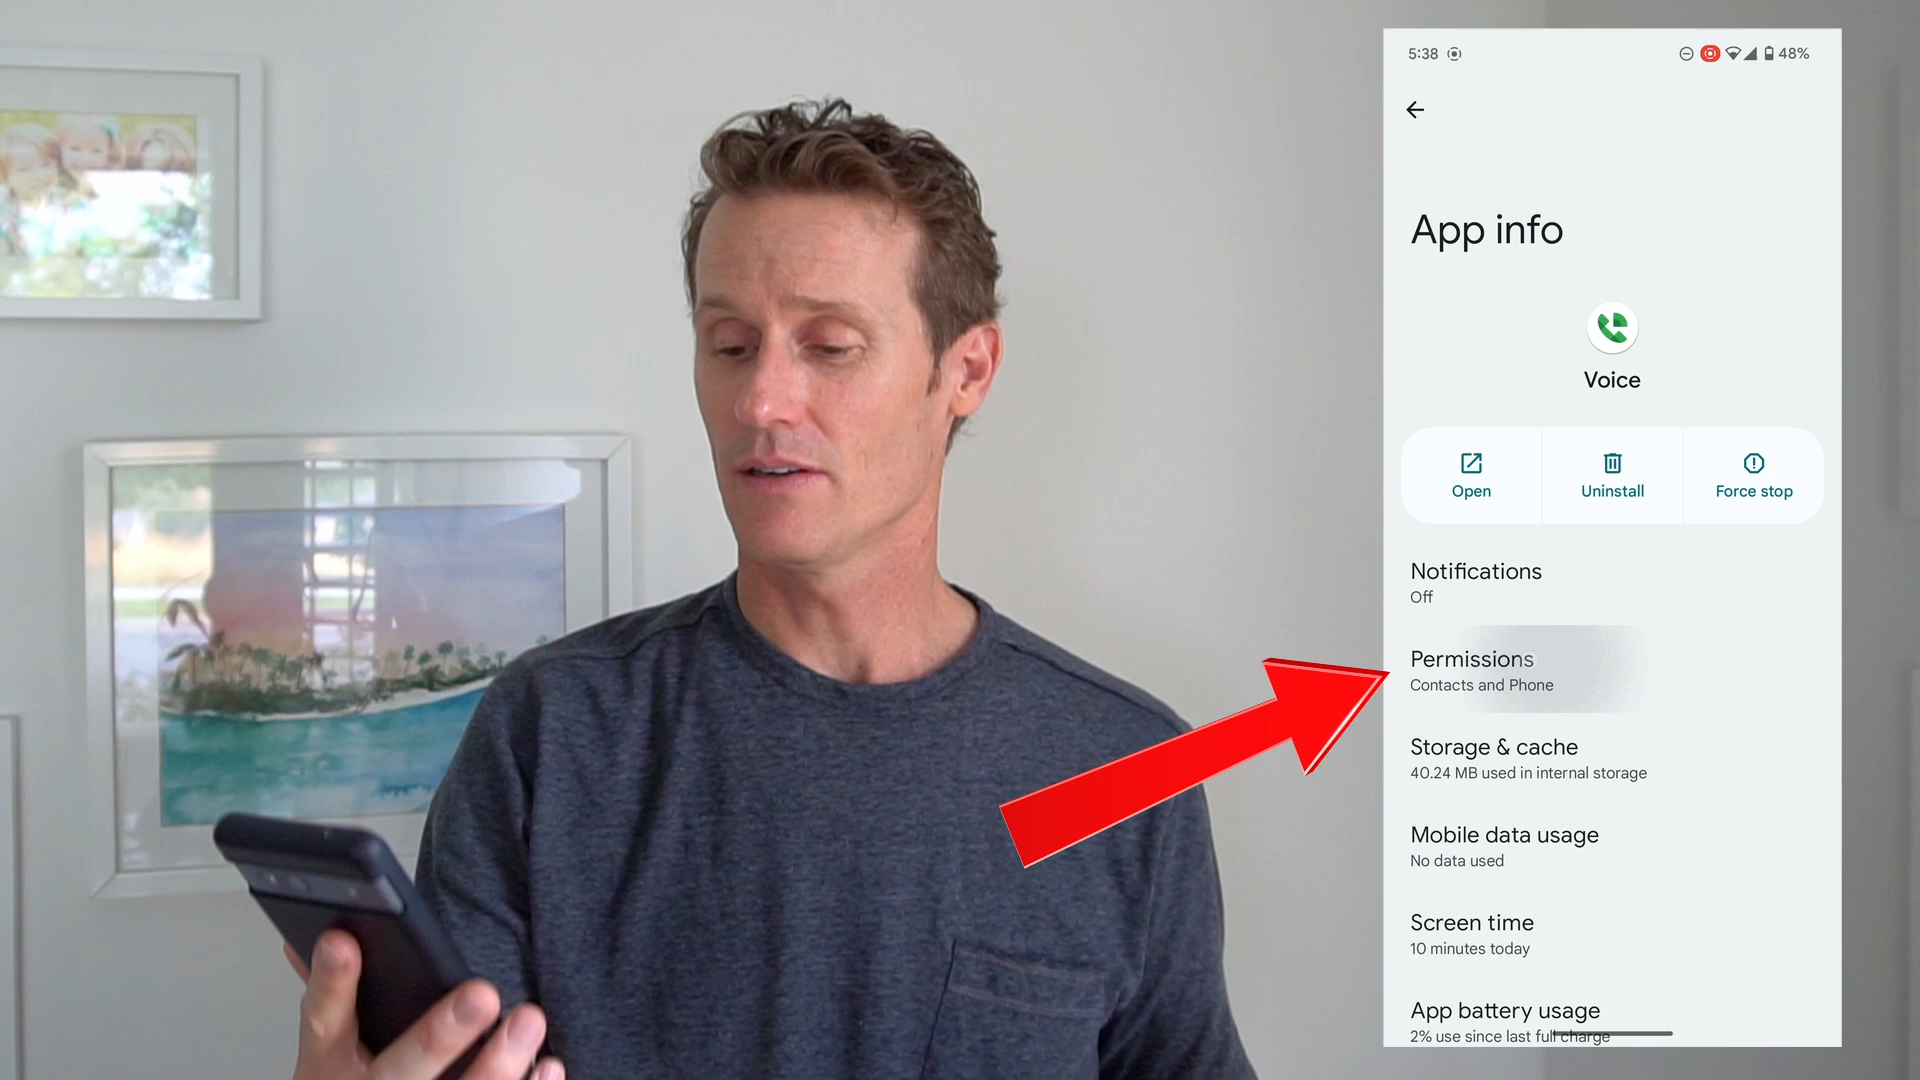 5:38
48%
App info
Voice
Open
Uninstall
Force stop
Notifications
Off
Permissions
Contacts and Phone
Storage & cache
40.24 MB used in internal storage
Mobile data usage
No data used
Screen time
10 minutes today
App battery usage
2% use since last full charge